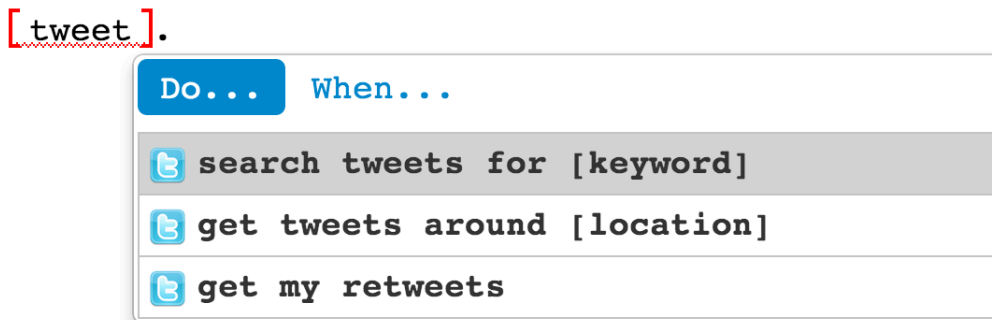 [ tweet ].
Do... When...
search tweets for [keyword]
get tweets around [location]
get my retweets